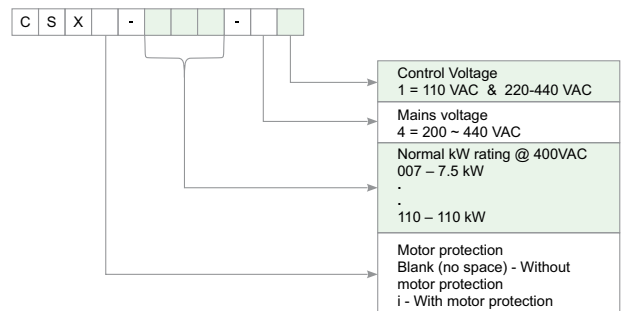 C S X - -
Control Voltage
1 = 110 VAC & 220-440 VAC
Mains voltage
4 = 200 ~ 440 VAC
Normal kW rating @ 400VAC
007 – 7.5 kW
.
.
110 – 110 kW
Motor protection
Blank (no space) - Without
motor protection
i - With motor protection